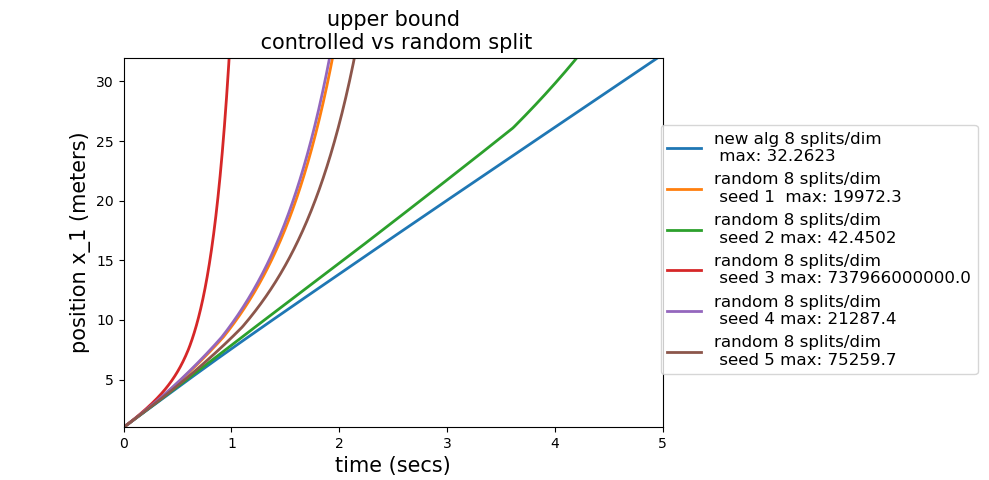 upper bound
controlled vs random split
position x_1 (meters)
30
25
20
15
10
5
0
1
2
3
4
5
time (secs)
new alg 8 splits/dim
max: 32.2623
random 8 splits/dim
seed 1  max: 19972.3
random 8 splits/dim
seed 2 max: 42.4502
random 8 splits/dim
seed 3 max: 737966000000.0
random 8 splits/dim
seed 4 max: 21287.4
random 8 splits/dim
seed 5 max: 75259.7